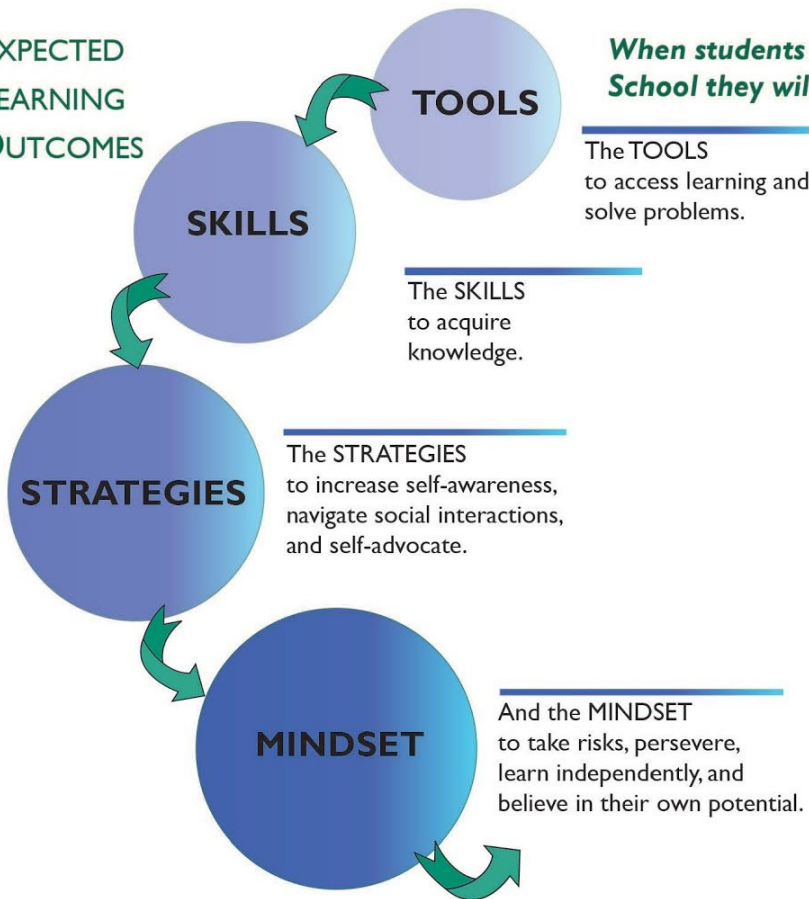 XPECTED
EARNING
UTCOMES
When students
School they wil
TOOLS
The TOOLS
to access learning and
solve problems.
SKILLS
The SKILLS
to acquire
knowledge.
STRATEGIES
The STRATEGIES
to increase self-awareness,
navigate social interactions,
and self-advocate.
MINDSET
And the MINDSET
to take risks, persevere,
learn independently, and
believe in their own potential.